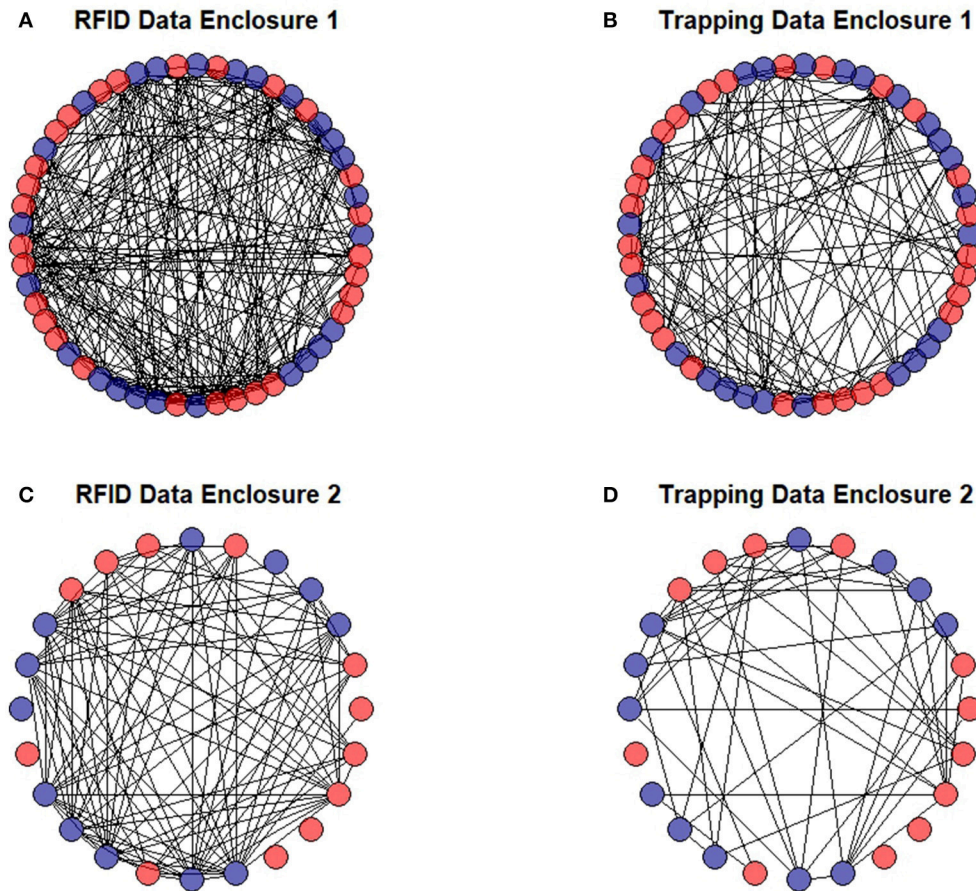 A RFID Data Enclosure 1
B Trapping Data Enclosure 1
C RFID Data Enclosure 2
D Trapping Data Enclosure 2